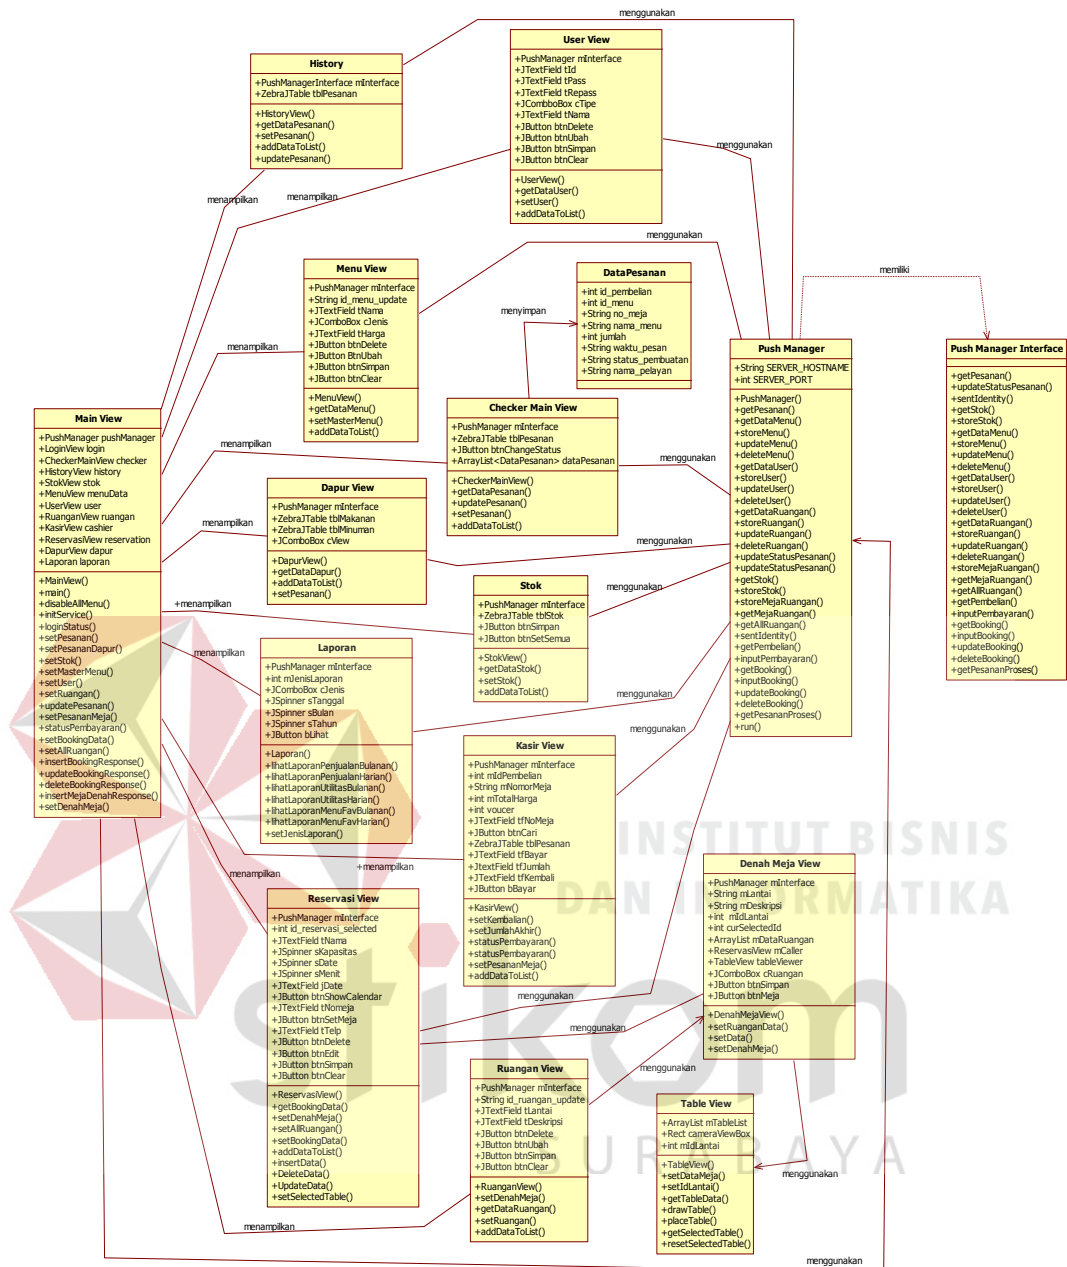 menggunakan
History
+PushManagerInterface mInterface
+ZebraJTable tblPesanan
+HistoryView()
+getDataPesanan()
+setPesanan()
+addDataToList()
+updatePesanan()
User View
+PushManager mInterface
+JTextField tId
+JTextField tPass
+JTextField tRepass
+JCombboBox cTipe
+JTextField tNama
+JButton btnDelete
+JButton btnUbah
+JButton btnSimpan
+JButton btnClear
+UserView()
+getDataUser()
+setUser()
+addDataToList()
menggunakan
menampilkan
menampilkan
menggunakan
Menu View
+PushManager mInterface
+String id_menu_update
+JTextField tNama
+JComboBox cJenis
+JTextField tHarga
+JButton btnDelete
+JButton BtnUbah
+JButton btnSimpan
+JButton btnClear
+MenuView()
+getDataMenu()
+setMasterMenu()
+addDataToList()
DataPesanan
+int id_pembelian
+int id_menu
+String no_meja
+String nama_menu
+int jumlah
+String waktu_pesan
+String status_pembuatan
+String nama_pelayan
menyimpan
memiliki
menampilkan
Push Manager
+String SERVER_HOSTNAME
+int SERVER_PORT
+PushManager()
+getPesanan()
+getDataMenu()
+storeMenu()
+updateMenu()
+deleteMenu()
+getDataUser()
+storeUser()
+updateUser()
+deleteUser()
+getDataRuangan()
+storeRuangan()
+updateRuangan()
+deleteRuangan()
+updateStatusPesanan()
+updateStatusPesanan()
+getStok()
+storeStok()
+storeMejaRuangan()
+getMejaRuangan()
+getAllRuangan()
+sentIdentity()
+getPembelian()
+inputPembayaran()
+getBooking()
+inputBooking()
+updateBooking()
+deleteBooking()
+getPesananProses()
+run()
Push Manager Interface
+getPesanan()
+updateStatusPesanan()
+sentIdentity()
+getStok()
+storeStok()
+getDataMenu()
+storeMenu()
+updateMenu()
+deleteMenu()
+getDataUser()
+storeUser()
+updateUser()
+deleteUser()
+getDataRuangan()
+storeRuangan()
+updateRuangan()
+deleteRuangan()
+storeMejaRuangan()
+getMejaRuangan()
+getAllRuangan()
+getPembelian()
+inputPembayaran()
+getBooking()
+inputBooking()
+updateBooking()
+deleteBooking()
+getPesananProses()
Main View
+PushManager pushManager
+LoginView login
+CheckerMainView checker
+HistoryView history
+StokView stok
+MenuView menuData
+UserView user
+RuanganView ruangan
+KasirView cashier
+ReservasiView reservation
+DapurView dapur
+Laporan laporan
+MainView()
+main()
+disableAllMenu()
+initService()
+loginStatus()
+setPesanan()
+setPesananDapur()
+setStok()
+setMasterMenu()
+setUser()
+setRuangan()
+updatePesanan()
+setPesananMeja()
+statusPembayaran()
+setBookingData()
+setAllRuangan()
+insertBookingResponse()
+updateBookingResponse()
+deleteBookingResponse()
+insertMejaDenahResponse()
+setDenahMeja()
Checker Main View
+PushManager mInterface
+ZebraJTable tblPesanan
+JButton btnChangeStatus
+ArrayList<DataPesanan> dataPesanan
+CheckerMainView()
+getDataPesanan()
+updatePesanan()
+setPesanan()
+addDataToList()
menampilkan
menggunakan
Dapur View
+PushManager mInterface
+ZebraJTable tblMakanan
+ZebraJTable tblMinuman
+JComboBox cView
+DapurView()
+getDataDapur()
+addDataToList()
+setPesanan()
menampilkan
menggunakan
Stok
+PushManager mInterface
+ZebraJTable tblStok
+JButton btnSimpan
+JButton btnSetSemua
+StokView()
+getDataStok()
+setStok()
+addDataToList()
+menampilkan
menggunakan
Laporan
+PushManager mInterface
+int mJenisLaporan
+JComboBox cJenis
+JSpinner sTanggal
+JSpinner sBulan
+JSpinner sTahun
+JButton bLihat
+Laporan()
+lihatLaporanPenjualanBulanan()
+lihatLaporanPenjualanHarian()
+lihatLaporanUtilitasBulanan()
+lihatLaporanUtilitasHarian()
+lihatLaporanMenuFavBulanan()
+lihatLaporanMenuFavHarian()
+setJenisLaporan()
menampilkan
menggunakan
menggunakan
Kasir View
+PushManager mInterface
+int mIdPembelian
+String mNomorMeja
+int mTotalHarga
+int voucer
+JTextField tfNoMeja
+JButton btnCari
+ZebraJTable tblPesanan
+JTextField tfBayar
+JtextField tfJumlah
+JTextField tfKembali
+JButton bBayar
+KasirView()
+setKembalian()
+setJumlahAkhir()
+statusPembayaran()
+statusPembayaran()
+setPesananMeja()
+addDataToList()
+menampilkan
menampilkan
INSTITUT BISNIS
DAN INFORMATIKA
Denah Meja View
+PushManager mInterface
+String mLantai
+String mDeskripsi
+int mIdLantai
+int curSelectedId
+ArrayList mDataRuangan
+ReservasiView mCaller
+TableView tableViewer
+JComboBox cRuangan
+JButton btnSimpan
+JButton btnMeja
+DenahMejaView()
+setRuanganData()
+setData()
+setDenahMeja()
Reservasi View
+PushManager mInterface
+int id_reservasi_selected
+JTextField tNama
+JSpinner sKapasitas
+JSpinner sDate
+JSpinner sMenit
+JTextField jDate
+JButton btnShowCalendar
+JTextField tNomeja
+JButton btnSetMeja
+JTextField tTelp
+JButton btnDelete
+JButton btnEdit
+JButton btnSimpan
+JButton btnClear
+ReservasiView()
+getBookingData()
+setDenahMeja()
+setAllRuangan()
+setBookingData()
+addDataToList()
+insertData()
+DeleteData()
+UpdateData()
+setSelectedTable()
menggunakan
menggunakan
stikom
SURABAYA
Ruangan View
+PushManager mInterface
+String id_ruangan_update
+JTextField tLantai
+JTextField tDeskripsi
+JButton btnDelete
+JButton btnUbah
+JButton btnSimpan
+JButton btnClear
+RuanganView()
+setDenahMeja()
+getDataRuangan()
+setRuangan()
+addDataToList()
menggunakan
Table View
+ArrayList mTableList
+Rect cameraViewBox
+int mIdLantai
+TableView()
+setDataMeja()
+setIdLantai()
+getTableData()
+drawTable()
+placeTable()
+getSelectedTable()
+resetSelectedTable()
menggunakan
menampilkan
menggunakan